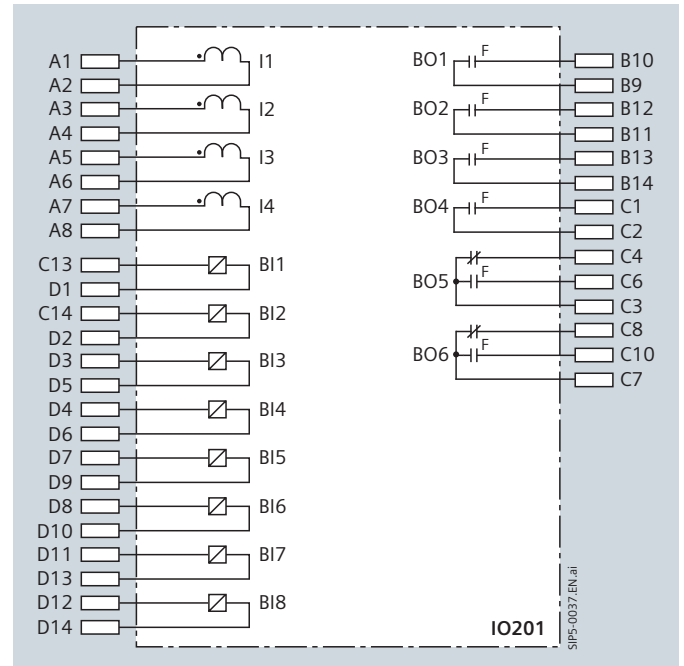 A1 I1 BO1 F B10
A2 B9
A3 I2 BO2 F B12
A4 B11
A5 I3 BO3 F B13
A6 B14
A7 I4 BO4 F C1
A8 C2
C13 BI1 C4
D1 BO5 F C6
C14 BI2 C3
D2 C8
D3 BI3 BO6 F C10
D5 C7
D4 BI4
D6
D7 BI5
D9
D8 BI6
D10
D11 BI7
D13
D12 BI8
D14
IO201
SIP5-0037.EN.ai